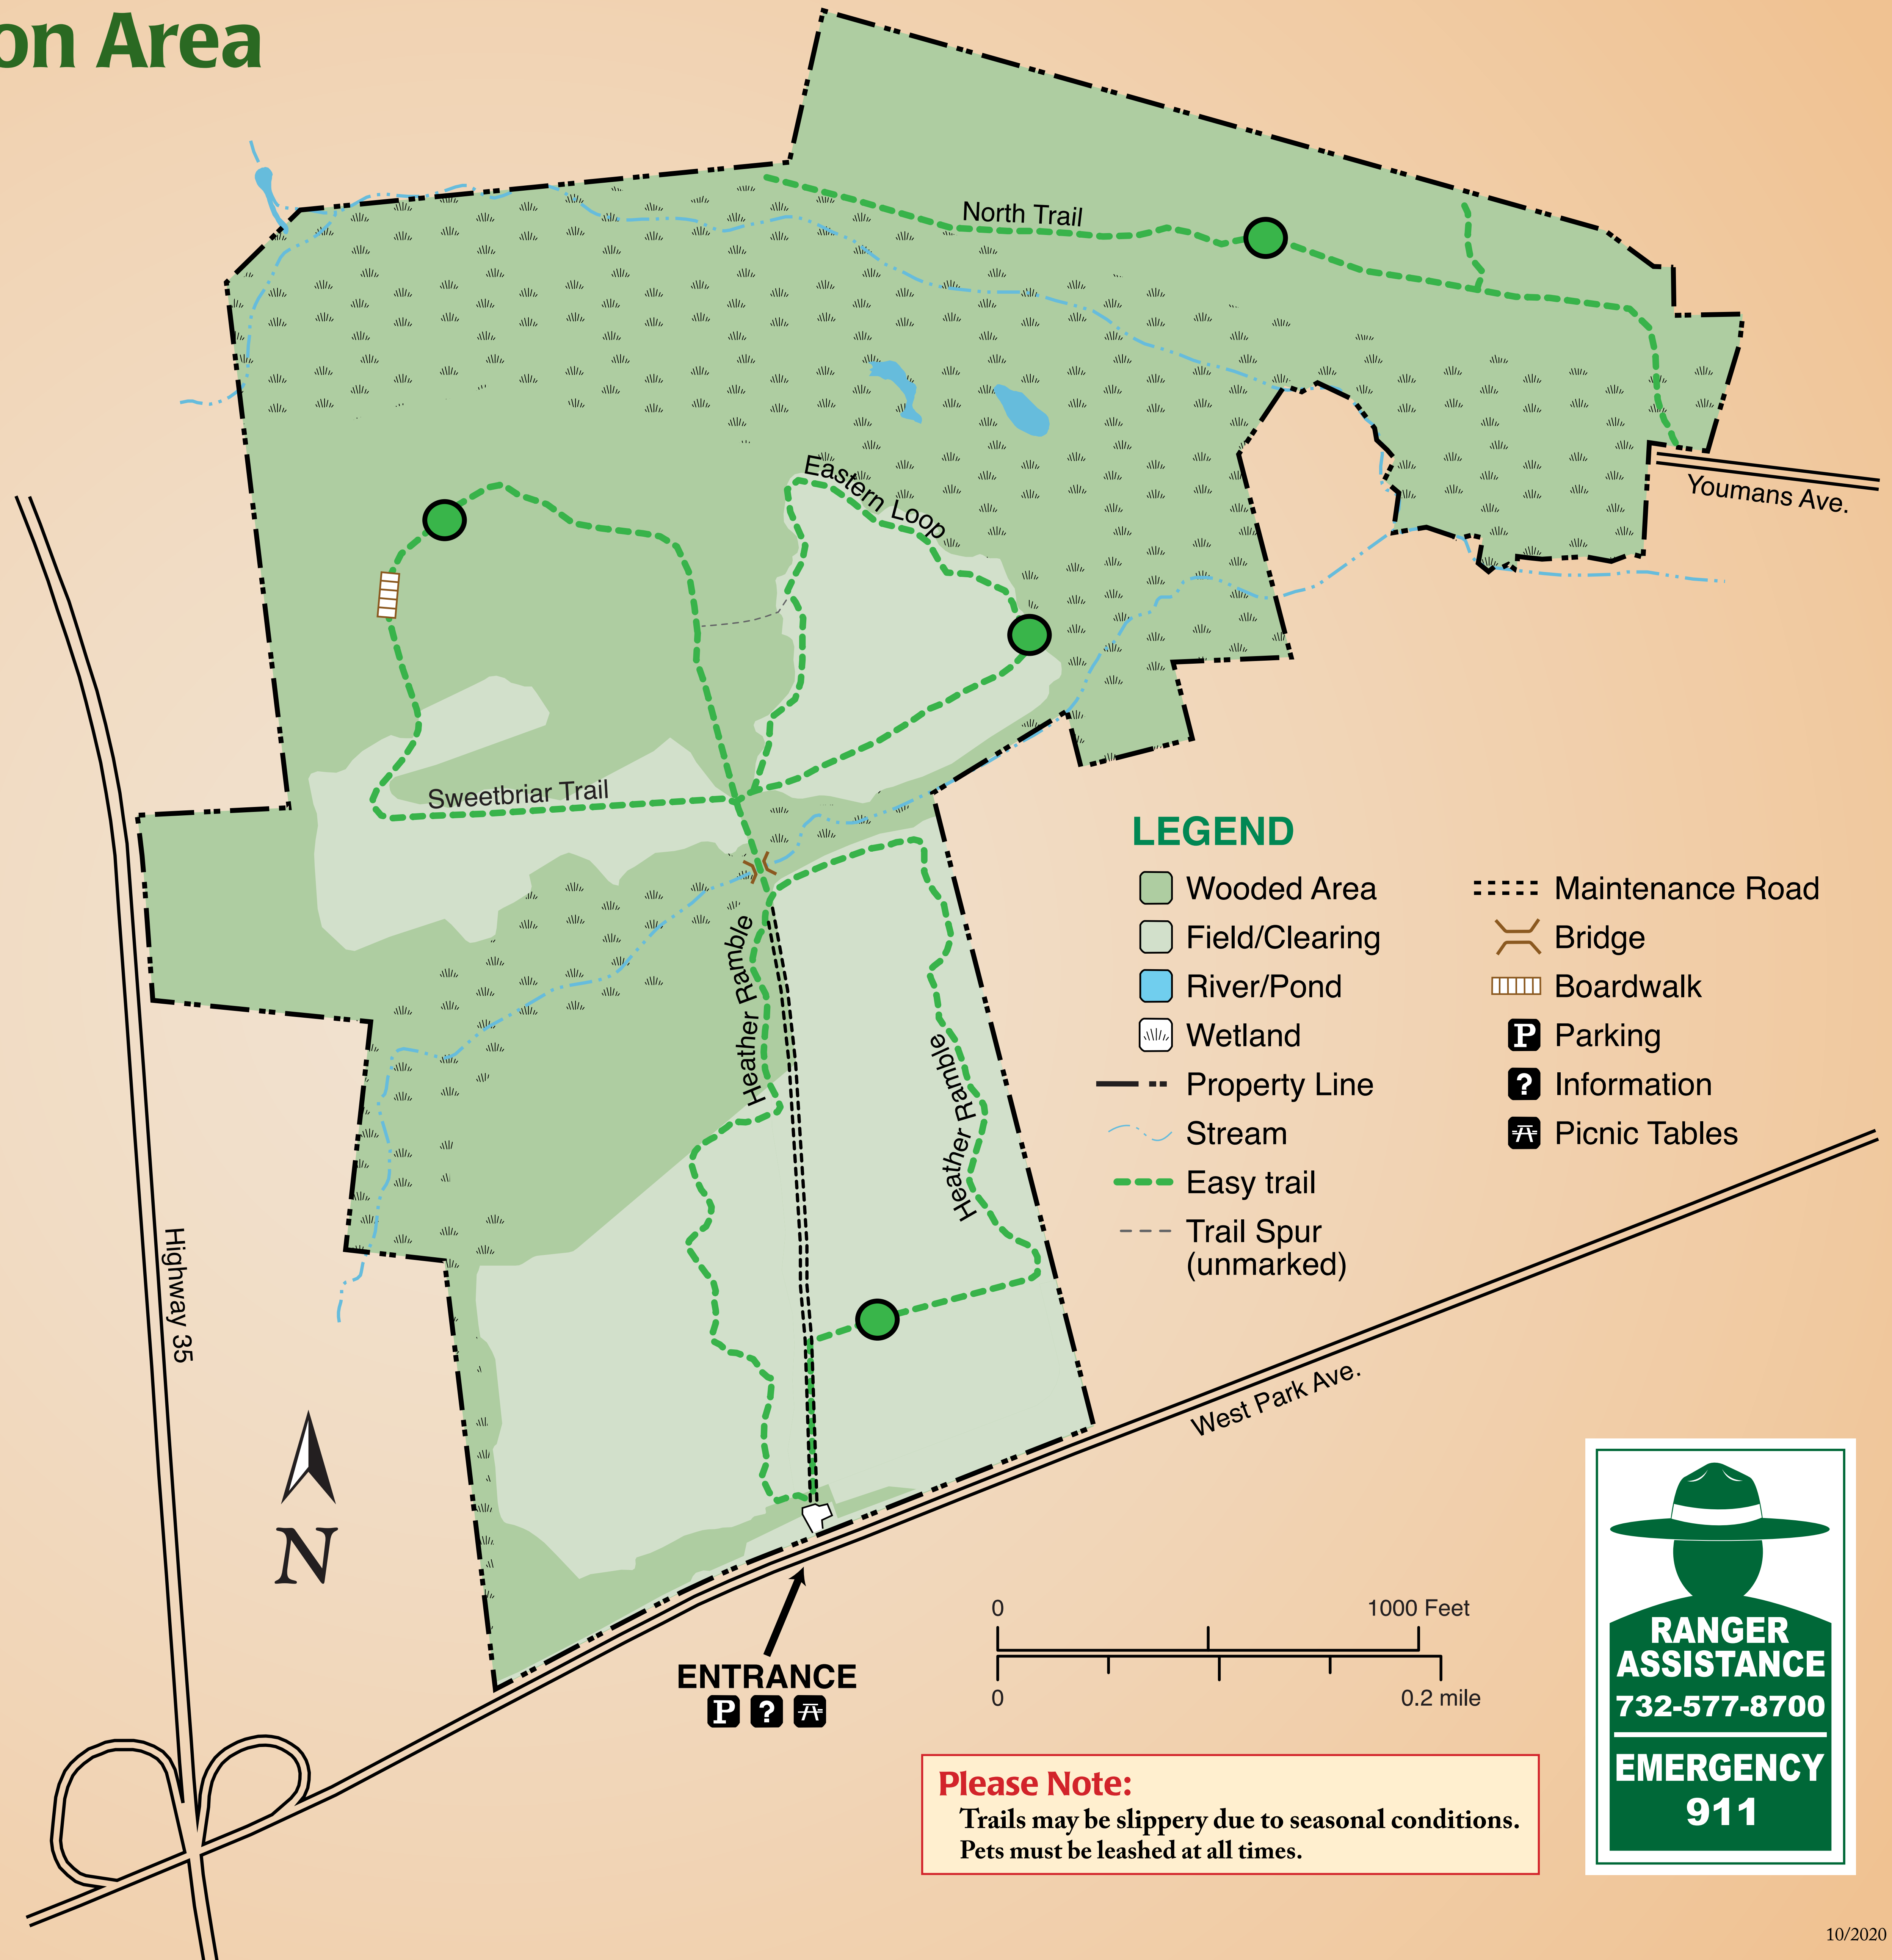 on Area
North Trail
Eastern Loop
Youmans Ave.
Sweetbriar Trail
Heather Ramble
Heather Ramble
Highway 35
West Park Ave.
LEGEND
Wooded Area
Field/Clearing
River/Pond
Wetland
Property Line
Stream
Easy trail
Trail Spur
(unmarked)
Maintenance Road
Bridge
Boardwalk
P Parking
? Information
Picnic Tables
N
ENTRANCE
P ?
0 1000 Feet
0 0.2 mile
Please Note:
Trails may be slippery due to seasonal conditions.
Pets must be leashed at all times.
RANGER
ASSISTANCE
732-577-8700
EMERGENCY
911
10/2020